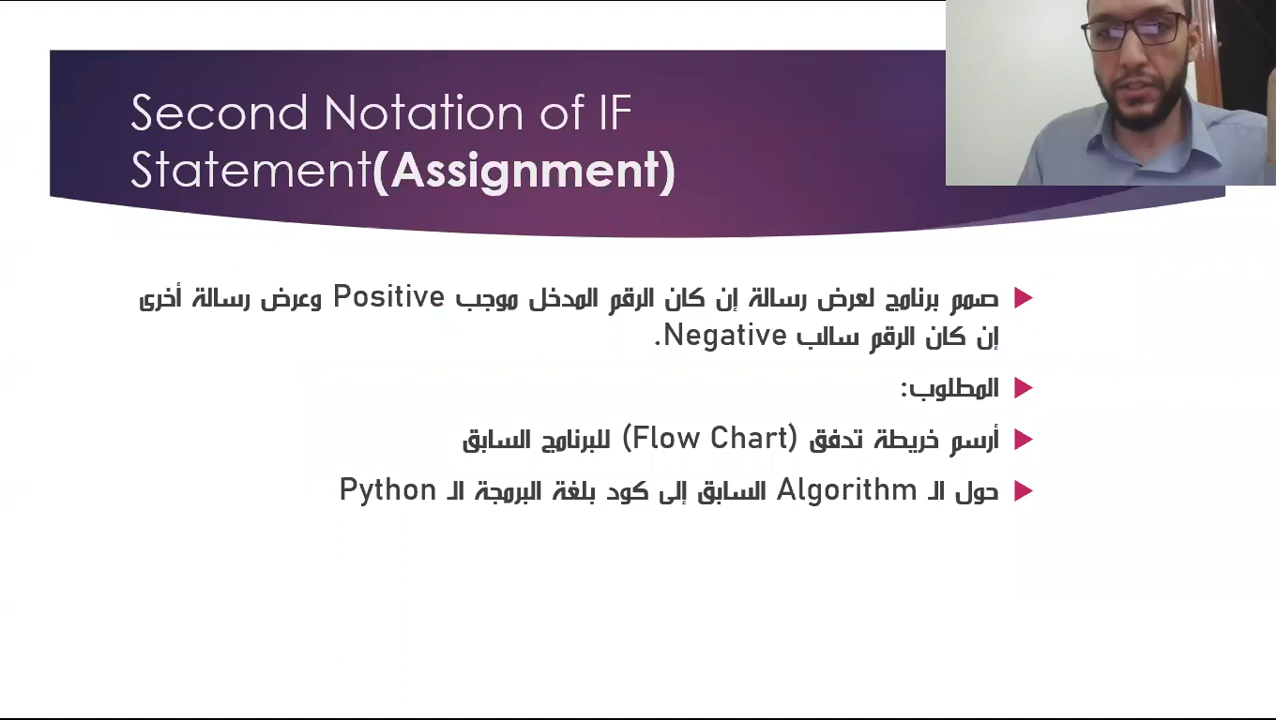 Second Notation of IF
Statement(Assignment)
صمم برنامج لعرض رسالة إن كان الرقم المدخل موجب Positive وعرض رسالة أخرى
إن كان الرقم سالب Negative.
المطلوب:
أرسم خريطة تدفق (Flow Chart) للبرنامج السابق
حول الـ Algorithm السابق إلى كود بلغة البرمجة الـ Python